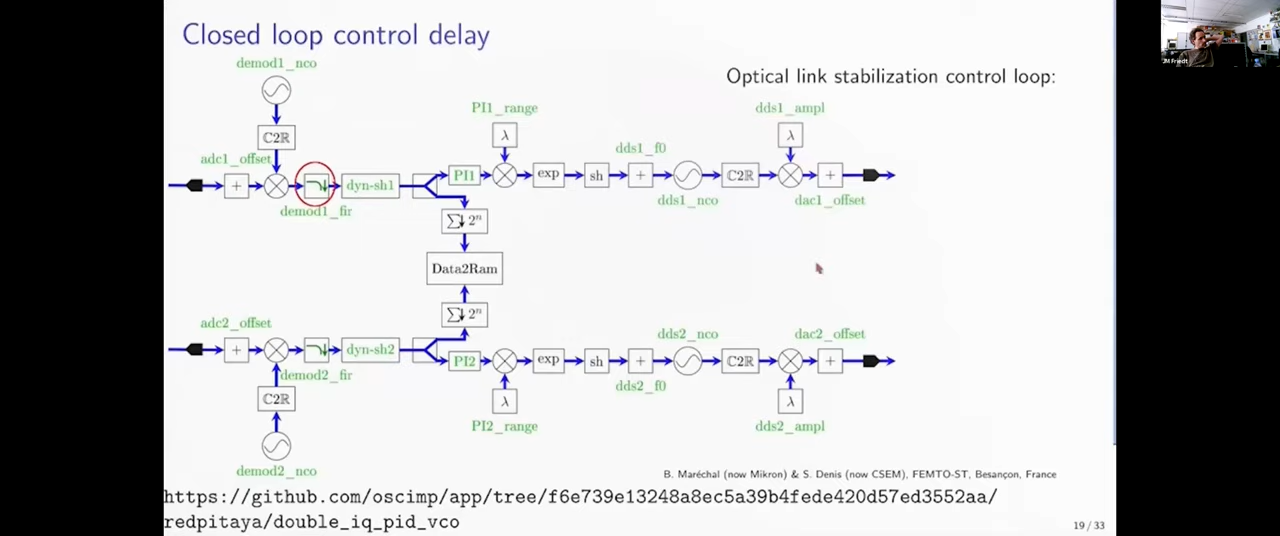 Closed loop control delay
JM Friedt
demod1_nco
Optical link stabilization control loop:
PI1_range
dds1_ampl
λ
λ
ℂ2ℝ
dds1_f0
adc1_offset
+
dyn-sh1
PI1
exp
sh
+
ℂ2ℝ
+
demod1_fir
dds1_nco
dac1_offset
Σ↓ 2ⁿ
Data2Ram
Σ↓ 2ⁿ
adc2_offset
dds2_nco
dac2_offset
+
dyn-sh2
PI2
exp
sh
+
ℂ2ℝ
+
demod2_fir
dds2_f0
ℂ2ℝ
λ
λ
PI2_range
dds2_ampl
demod2_nco
B. Maréchal (now Mikron) & S. Denis (now CSEM), FEMTO-ST, Besançon, France
https://github.com/oscimp/app/tree/f6e739e13248a8ec5a39b4fede420d57ed3552aa/
redpitaya/double_iq_pid_vco
19 / 33